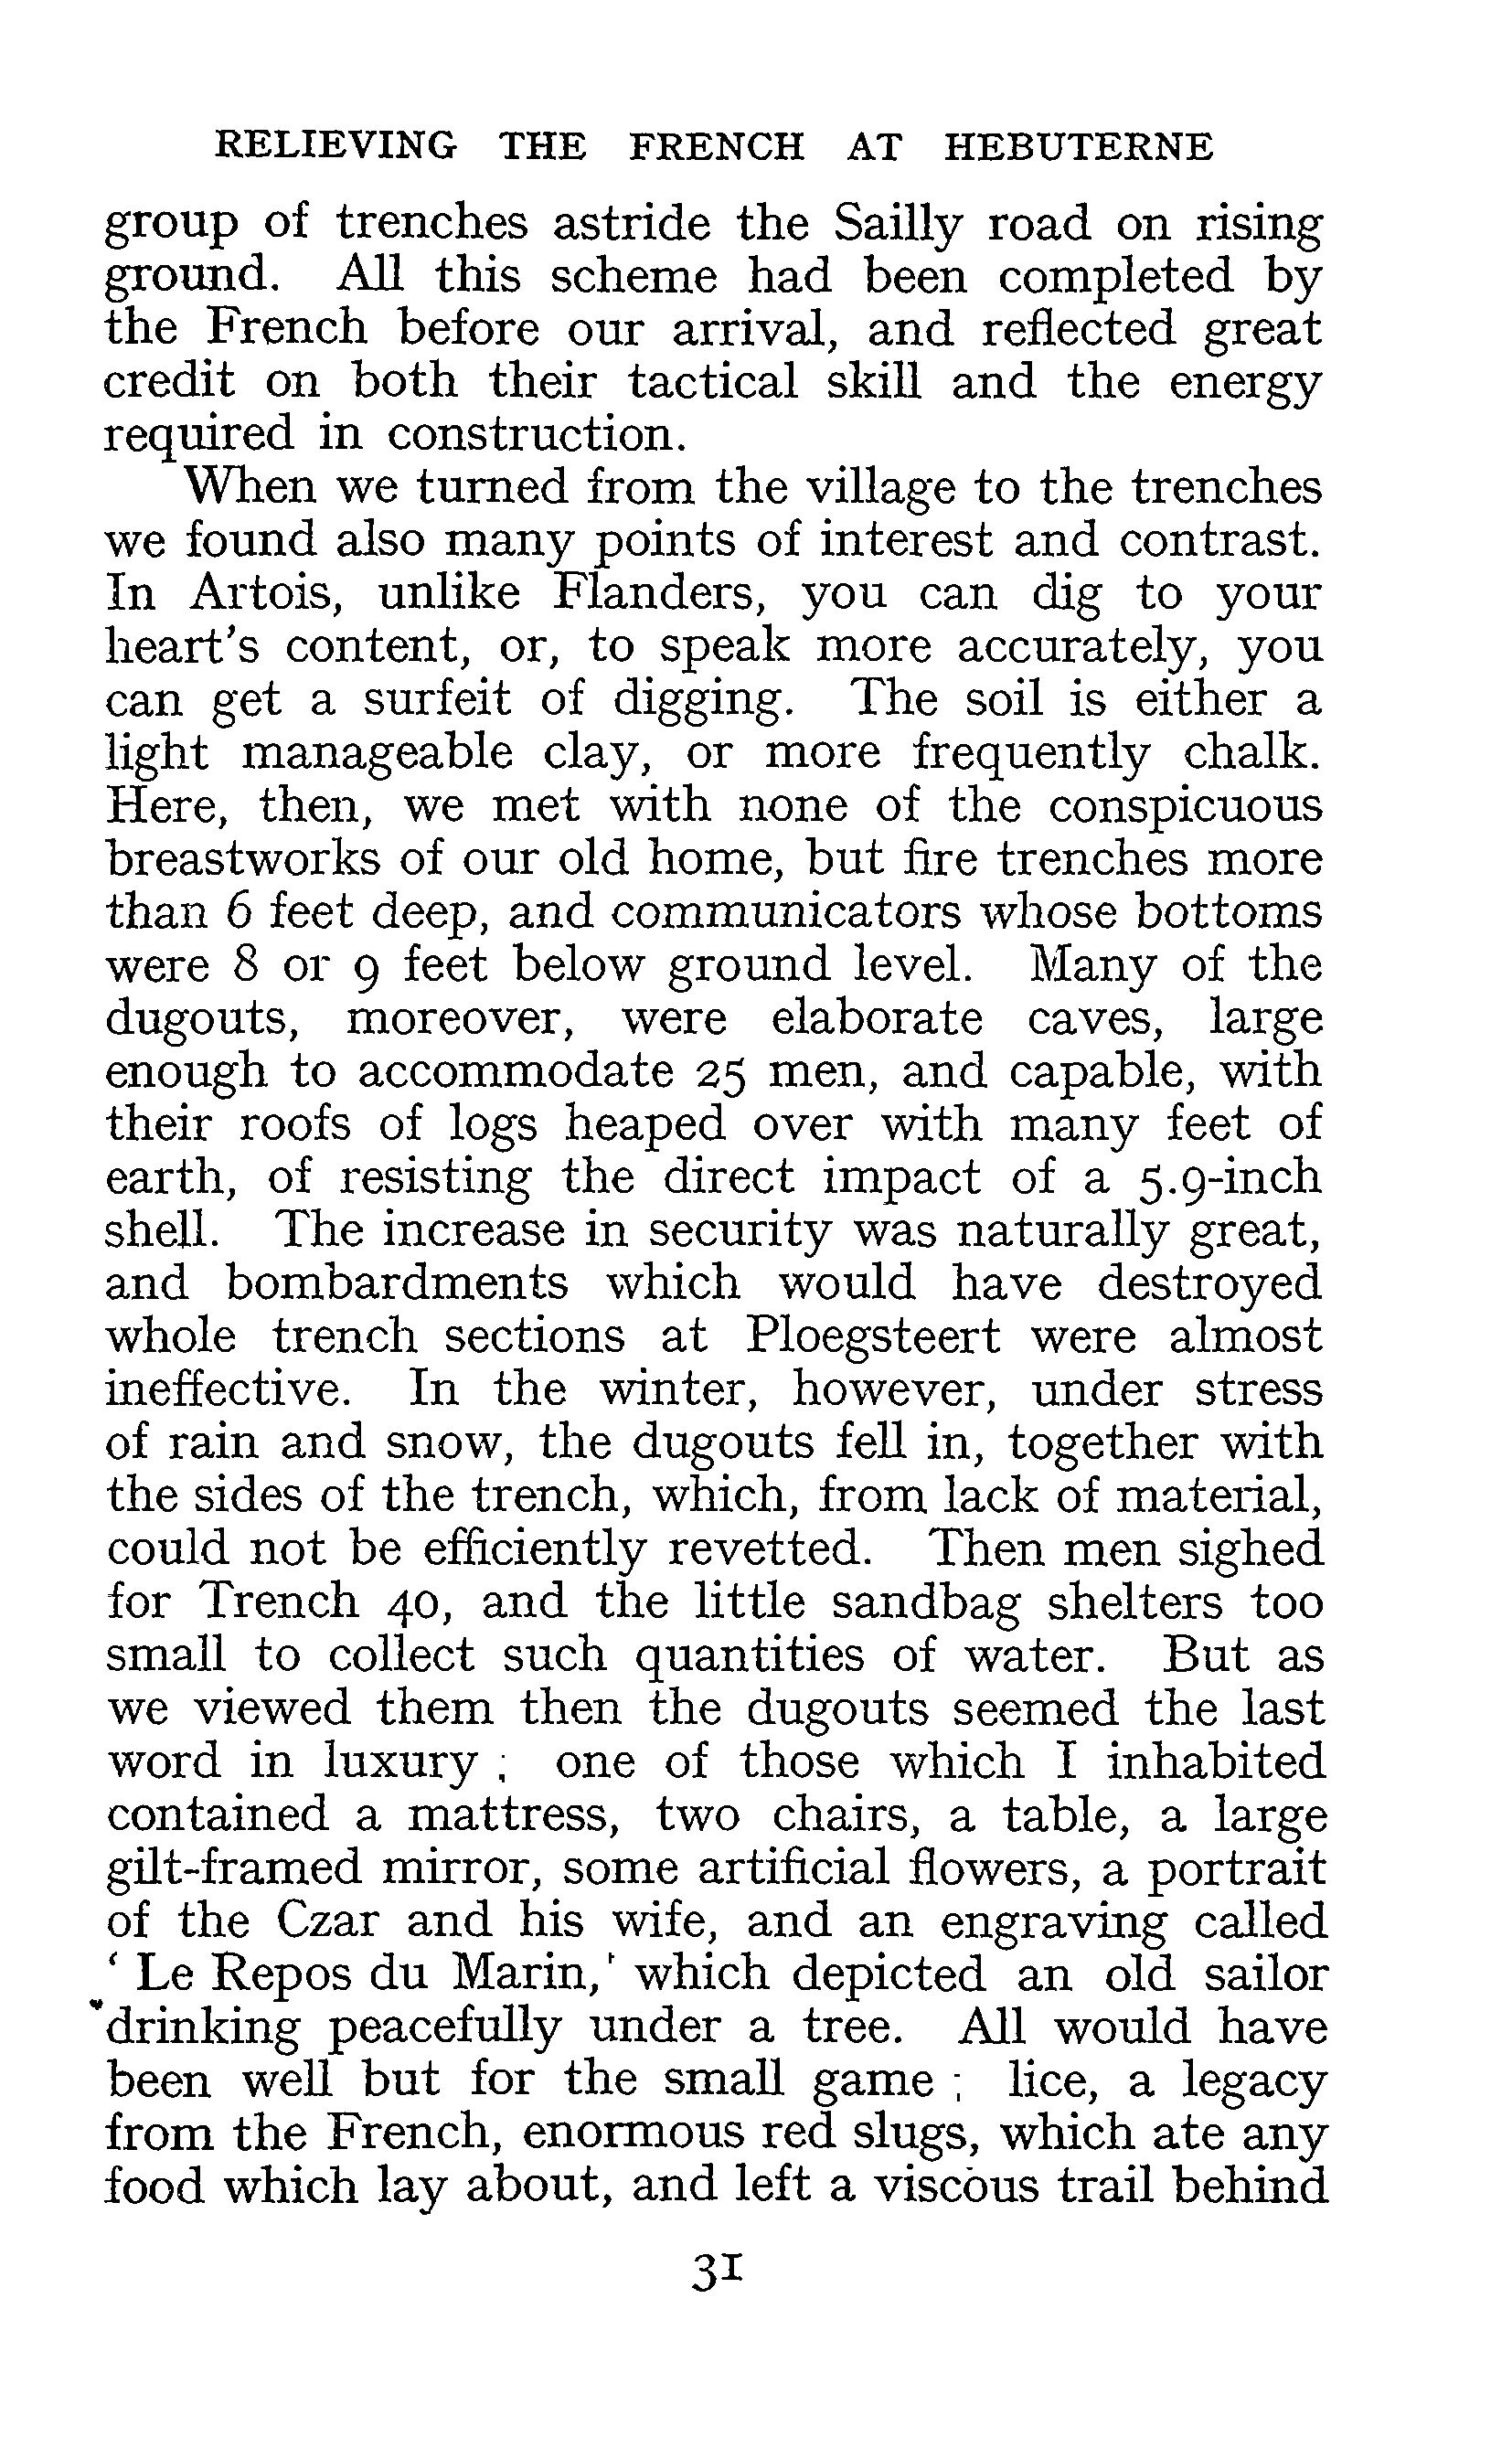 RELIEVING THE FRENCH AT HEBUTERNE
group of trenches astride the Sailly road on rising
ground. All this scheme had been completed by
the French before our arrival, and reflected great
credit on both their tactical skill and the energy
required in construction.
When we turned from the village to the trenches
we found also many points of interest and contrast.
In Artois, unlike Flanders, you can dig to your
heart's content, or, to speak more accurately, you
can get a surfeit of digging. The soil is either a
light manageable clay, or more frequently chalk.
Here, then, we met with none of the conspicuous
breastworks of our old home, but fire trenches more
than 6 feet deep, and communicators whose bottoms
were 8 or 9 feet below ground level. Many of the
dugouts, moreover, were elaborate caves, large
enough to accommodate 25 men, and capable, with
their roofs of logs heaped over with many feet of
earth, of resisting the direct impact of a 5.9-inch
shell. The increase in security was naturally great,
and bombardments which would have destroyed
whole trench sections at Ploegsteert were almost
ineffective. In the winter, however, under stress
of rain and snow, the dugouts fell in, together with
the sides of the trench, which, from lack of material,
could not be efficiently revetted. Then men sighed
for Trench 40, and the little sandbag shelters too
small to collect such quantities of water. But as
we viewed them then the dugouts seemed the last
word in luxury ; one of those which I inhabited
contained a mattress, two chairs, a table, a large
gilt-framed mirror, some artificial flowers, a portrait
of the Czar and his wife, and an engraving called
' Le Repos du Marin,' which depicted an old sailor
drinking peacefully under a tree. All would have
been well but for the small game ; lice, a legacy
from the French, enormous red slugs, which ate any
food which lay about, and left a viscous trail behind
31